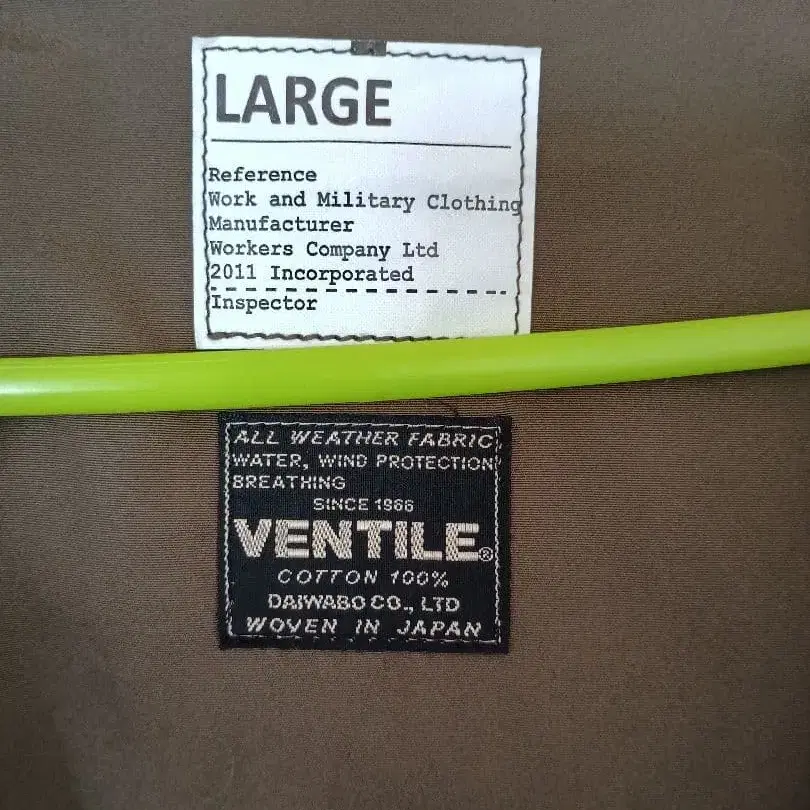 LARGE
Reference
Work and Military Clothing
Manufacturer
Workers Company Ltd
2011 Incorporated
Inspector
ALL WEATHER FABRIC
WATER, WIND PROTECTION
BREATHING
SINCE 1966
VENTILE®
COTTON 100%
DAIWABO CO., LTD
WOVEN IN JAPAN